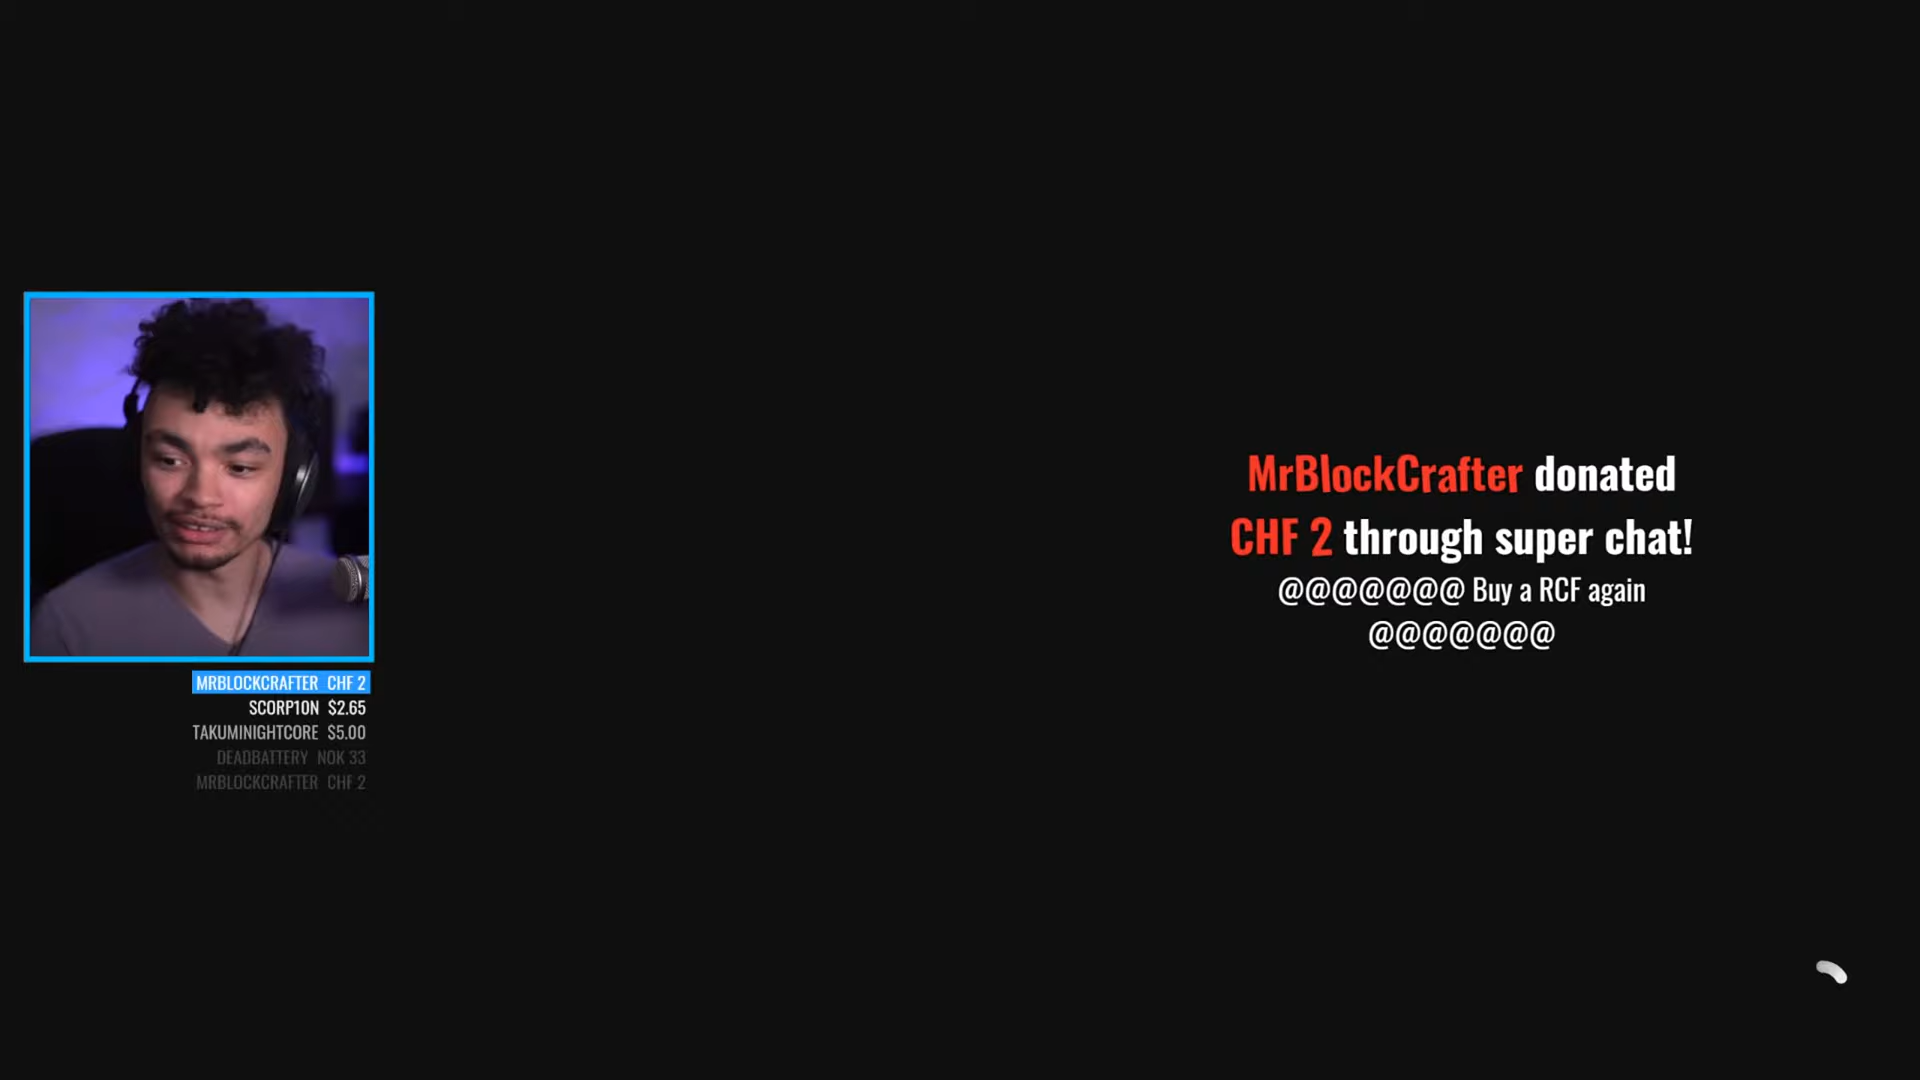 MRBLOCKCRAFTER CHF 2
SCORP10N $2.65
TAKUMINIGHTCORE $5.00
DEADBATTERY NOK 33
MRBLOCKCRAFTER CHF 2
MrBlockCrafter donated
CHF 2 through super chat!
@@@@@@@ Buy a RCF again
@@@@@@@